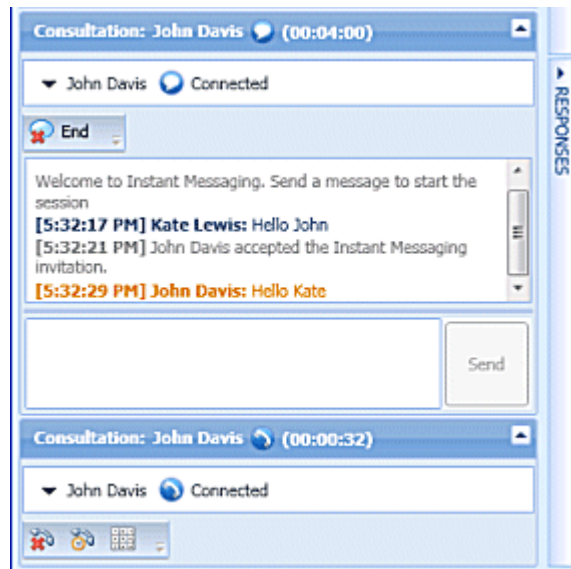 Consultation: John Davis (00:04:00)
John Davis Connected
End
Welcome to Instant Messaging. Send a message to start the
session
[5:32:17 PM] Kate Lewis: Hello John
[5:32:21 PM] John Davis accepted the Instant Messaging
invitation.
[5:32:29 PM] John Davis: Hello Kate
Send
Consultation: John Davis (00:00:32)
John Davis Connected
RESPONSES